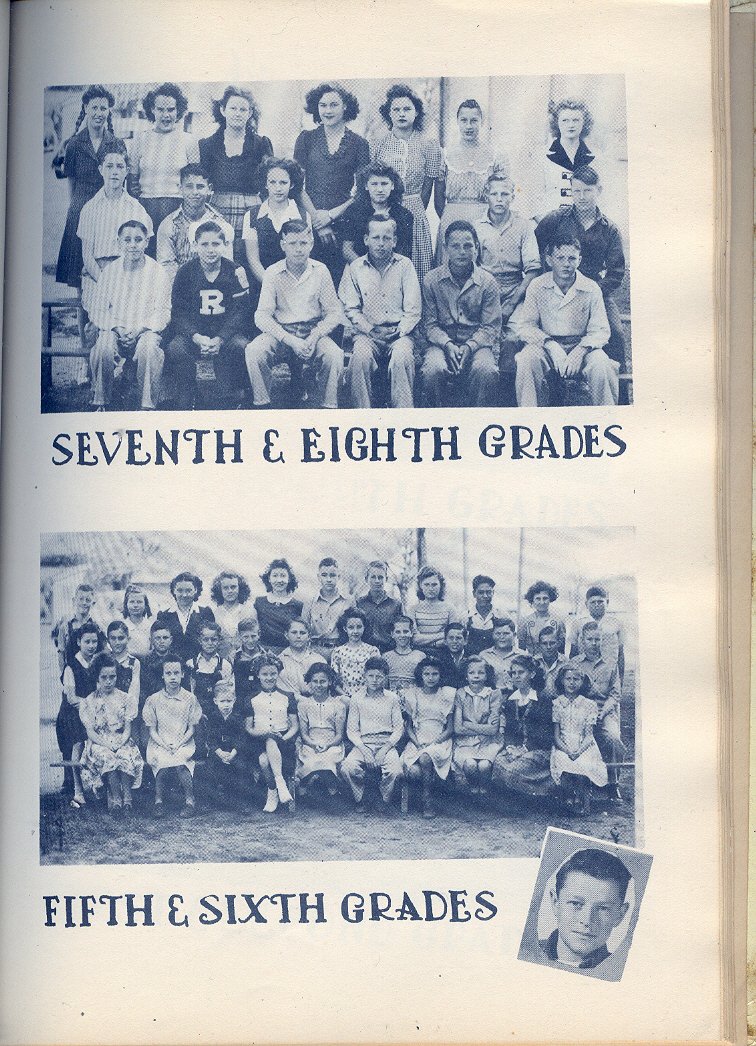 R
SEVENTH & EIGHTH GRADES
FIFTH & SIXTH GRADES